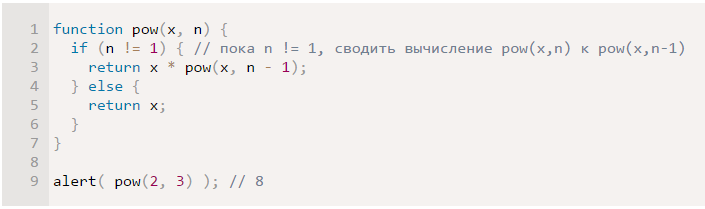 1 function pow(x, n) {
2   if (n != 1) { // пока n != 1, сводить вычисление pow(x,n) к pow(x,n-1)
3     return x * pow(x, n - 1);
4   } else {
5     return x;
6   }
7 }
8
9 alert( pow(2, 3) ); // 8